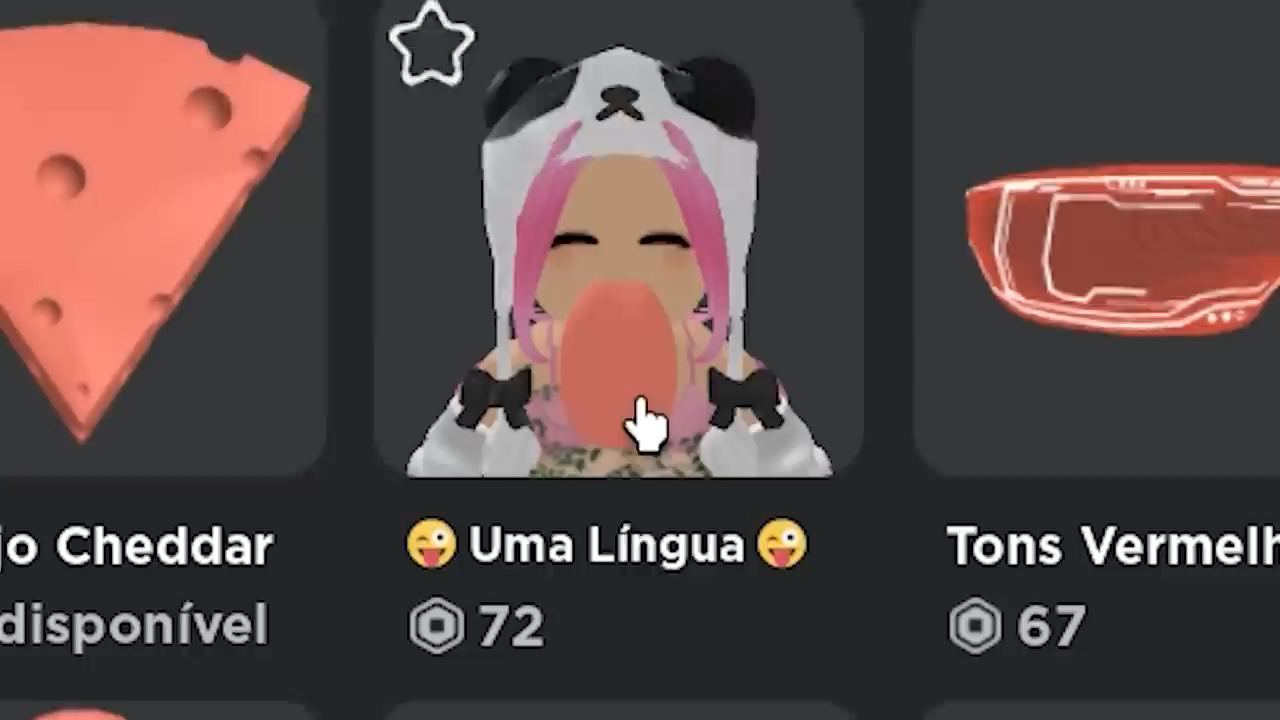 jo Cheddar
disponível
😜 Uma Língua 😜
72
Tons Vermelh
67